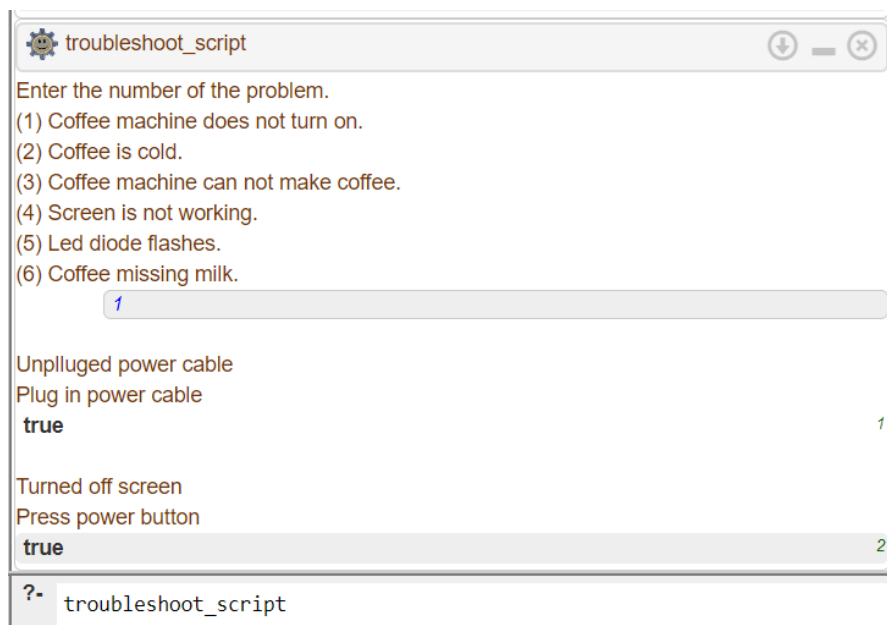 troubleshoot_script
Enter the number of the problem.
(1) Coffee machine does not turn on.
(2) Coffee is cold.
(3) Coffee machine can not make coffee.
(4) Screen is not working.
(5) Led diode flashes.
(6) Coffee missing milk.
1
Unplluged power cable
Plug in power cable
true 1
Turned off screen
Press power button
true 2
?- troubleshoot_script